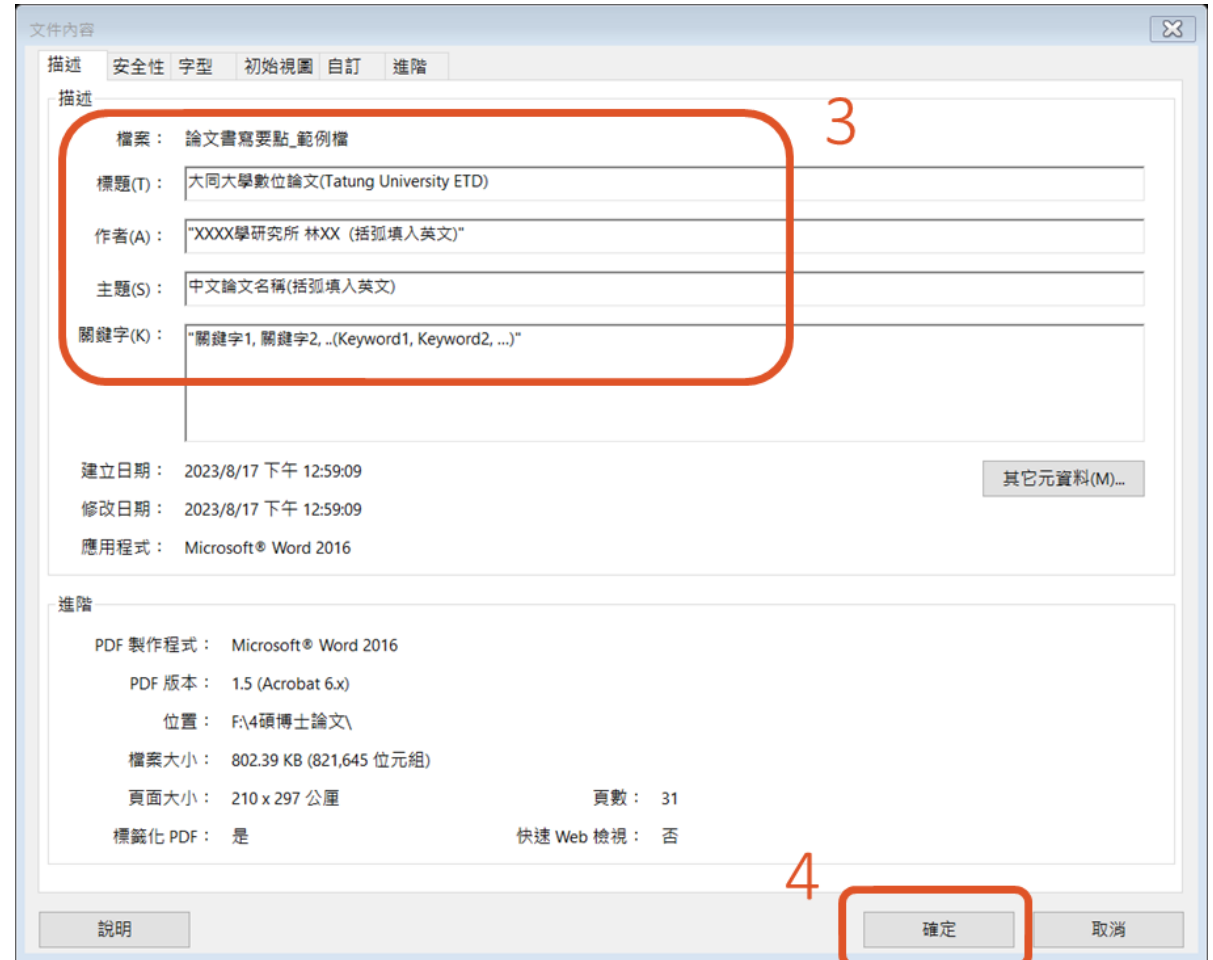 文件內容
描述 安全性 字型 初始視圖 自訂 進階
描述
3
檔案： 論文書寫要點_範例檔
標題(T)： 大同大學數位論文(Tatung University ETD)
作者(A)： "XXXX學研究所 林XX (括弧填入英文)"
主題(S)： 中文論文名稱(括弧填入英文)
關鍵字(K)： "關鍵字1, 關鍵字2, ..(Keyword1, Keyword2, ...)"
建立日期： 2023/8/17 下午 12:59:09
其它元資料(M)...
修改日期： 2023/8/17 下午 12:59:09
應用程式： Microsoft® Word 2016
進階
PDF 製作程式： Microsoft® Word 2016
PDF 版本： 1.5 (Acrobat 6.x)
位置： F:\4碩博士論文\
檔案大小： 802.39 KB (821,645 位元組)
頁面大小： 210 x 297 公厘 頁數： 31
標籤化 PDF： 是 快速 Web 檢視： 否
4
說明 確定 取消